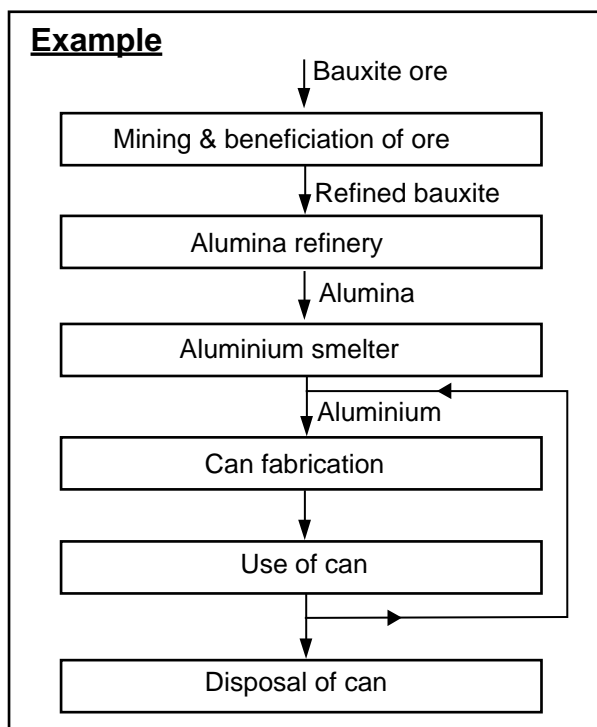 Example
Bauxite ore
Mining & beneficiation of ore
Refined bauxite
Alumina refinery
Alumina
Aluminium smelter
Aluminium
Can fabrication
Use of can
Disposal of can